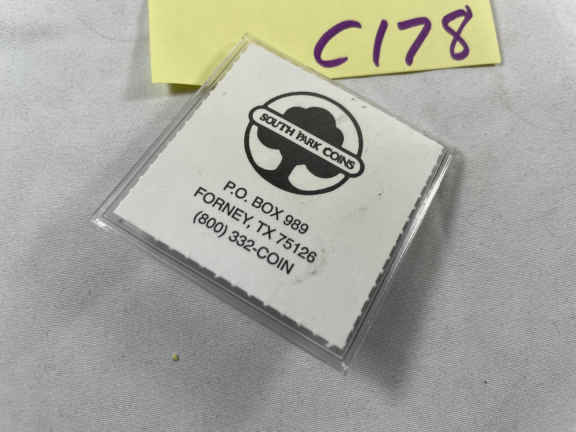 C178
SOUTH PARK COINS
P.O. BOX 989
FORNEY, TX 75126
(800) 332-COIN